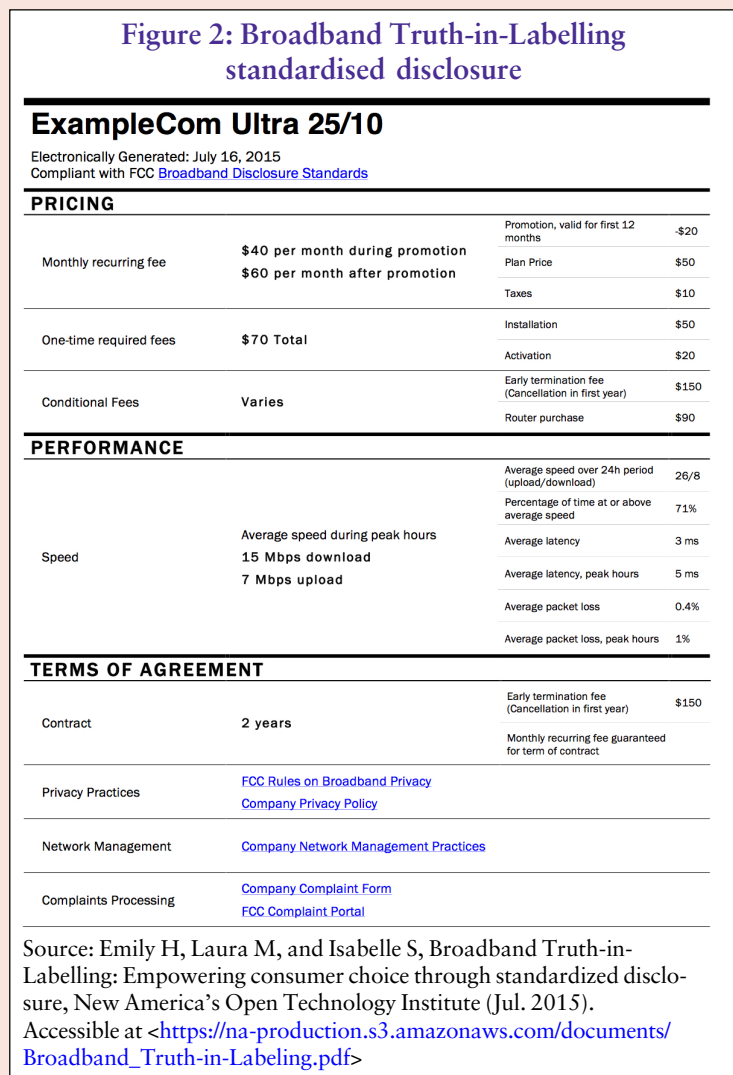 Figure 2: Broadband Truth-in-Labelling
standardised disclosure
ExampleCom Ultra 25/10
Electronically Generated: July 16, 2015
Compliant with FCC Broadband Disclosure Standards
PRICING
Monthly recurring fee
$40 per month during promotion
$60 per month after promotion
Promotion, valid for first 12
months
-$20
Plan Price
$50
Taxes
$10
One-time required fees
$70 Total
Installation
$50
Activation
$20
Conditional Fees
Varies
Early termination fee
(Cancellation in first year)
$150
Router purchase
$90
PERFORMANCE
Speed
Average speed during peak hours
15 Mbps download
7 Mbps upload
Average speed over 24h period
(upload/download)
26/8
Percentage of time at or above
average speed
71%
Average latency
3 ms
Average latency, peak hours
5 ms
Average packet loss
0.4%
Average packet loss, peak hours
1%
TERMS OF AGREEMENT
Contract
2 years
Early termination fee
(Cancellation in first year)
$150
Monthly recurring fee guaranteed
for term of contract
Privacy Practices
FCC Rules on Broadband Privacy
Company Privacy Policy
Network Management
Company Network Management Practices
Complaints Processing
Company Complaint Form
FCC Complaint Portal
Source: Emily H, Laura M, and Isabelle S, Broadband Truth-in-
Labelling: Empowering consumer choice through standardized disclo-
sure, New America's Open Technology Institute (Jul. 2015).
Accessible at <https://na-production.s3.amazonaws.com/documents/
Broadband_Truth-in-Labeling.pdf>